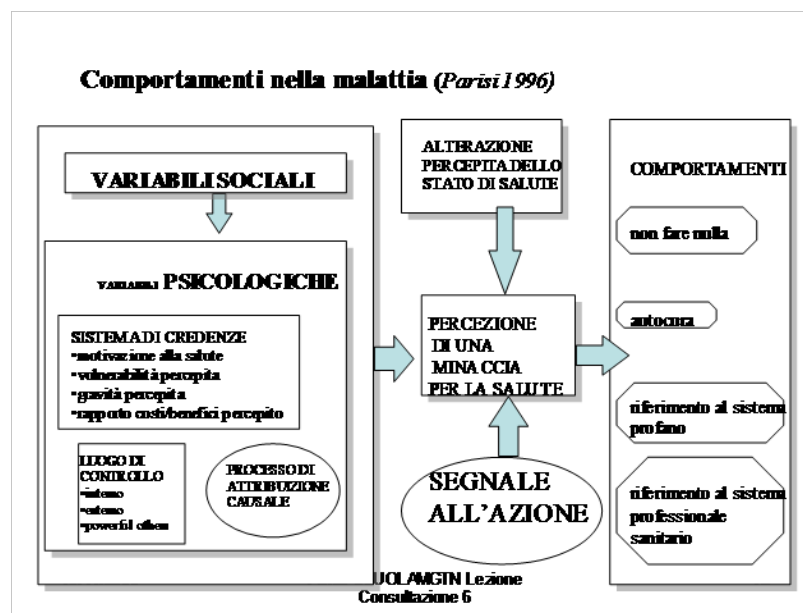 Comportamenti nella malattia (Parisi 1996)
VARIABILI SOCIALI
VARIABILI PSICOLOGICHE
SISTEMA DI CREDENZE
•motivazione alla salute
•vulnerabilità percepita
•gravità percepita
•rapporto costi/benefici percepito
LUOGO DI
CONTROLLO
•interno
•esterno
•powerful others
PROCESSO DI
ATTRIBUZIONE
CAUSALE
ALTERAZIONE
PERCEPITA DELLO
STATO DI SALUTE
PERCEZIONE
DI UNA
MINACCIA
PER LA SALUTE
SEGNALE
ALL'AZIONE
COMPORTAMENTI
non fare nulla
autocura
riferimento al sistema
profano
riferimento al sistema
professionale
sanitario
UOLAMGTN Lezione
Consultazione 6